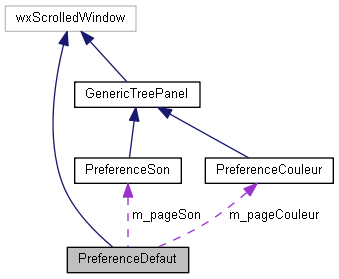 wxScrolledWindow
GenericTreePanel
PreferenceSon
PreferenceCouleur
m_pageSon
m_pageCouleur
PreferenceDefaut